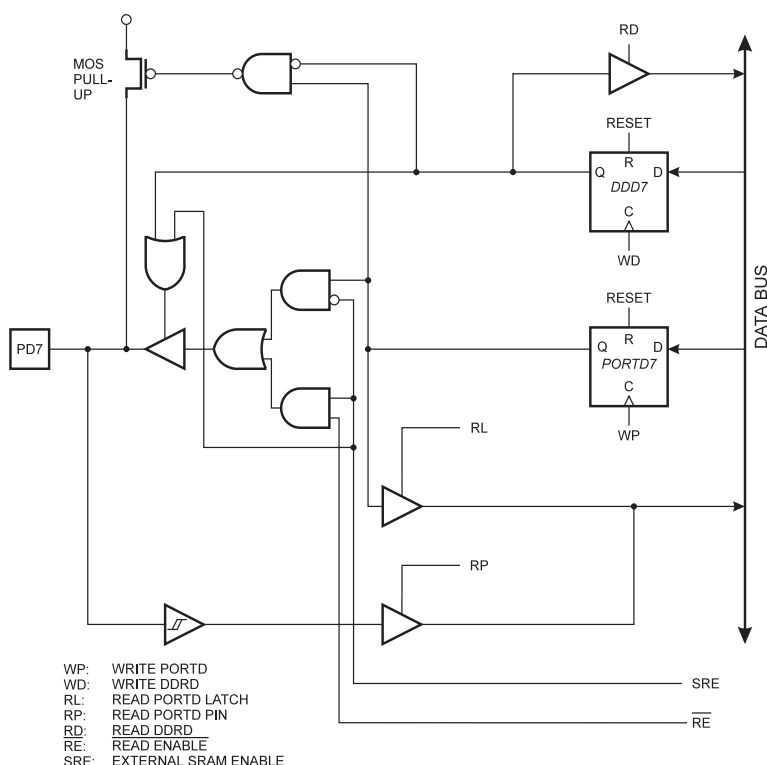 RD
MOS
PULL-
UP
RESET
R
Q D
DDD7
C
WD
RESET
R
PD7
Q D
PORTD7
C
WP
DATA BUS
RL
RP
WP: WRITE PORTD
WD: WRITE DDRD
RL: READ PORTD LATCH
RP: READ PORTD PIN
RD: READ DDRD
RE: READ ENABLE
SRE: EXTERNAL SRAM ENABLE
SRE
RE